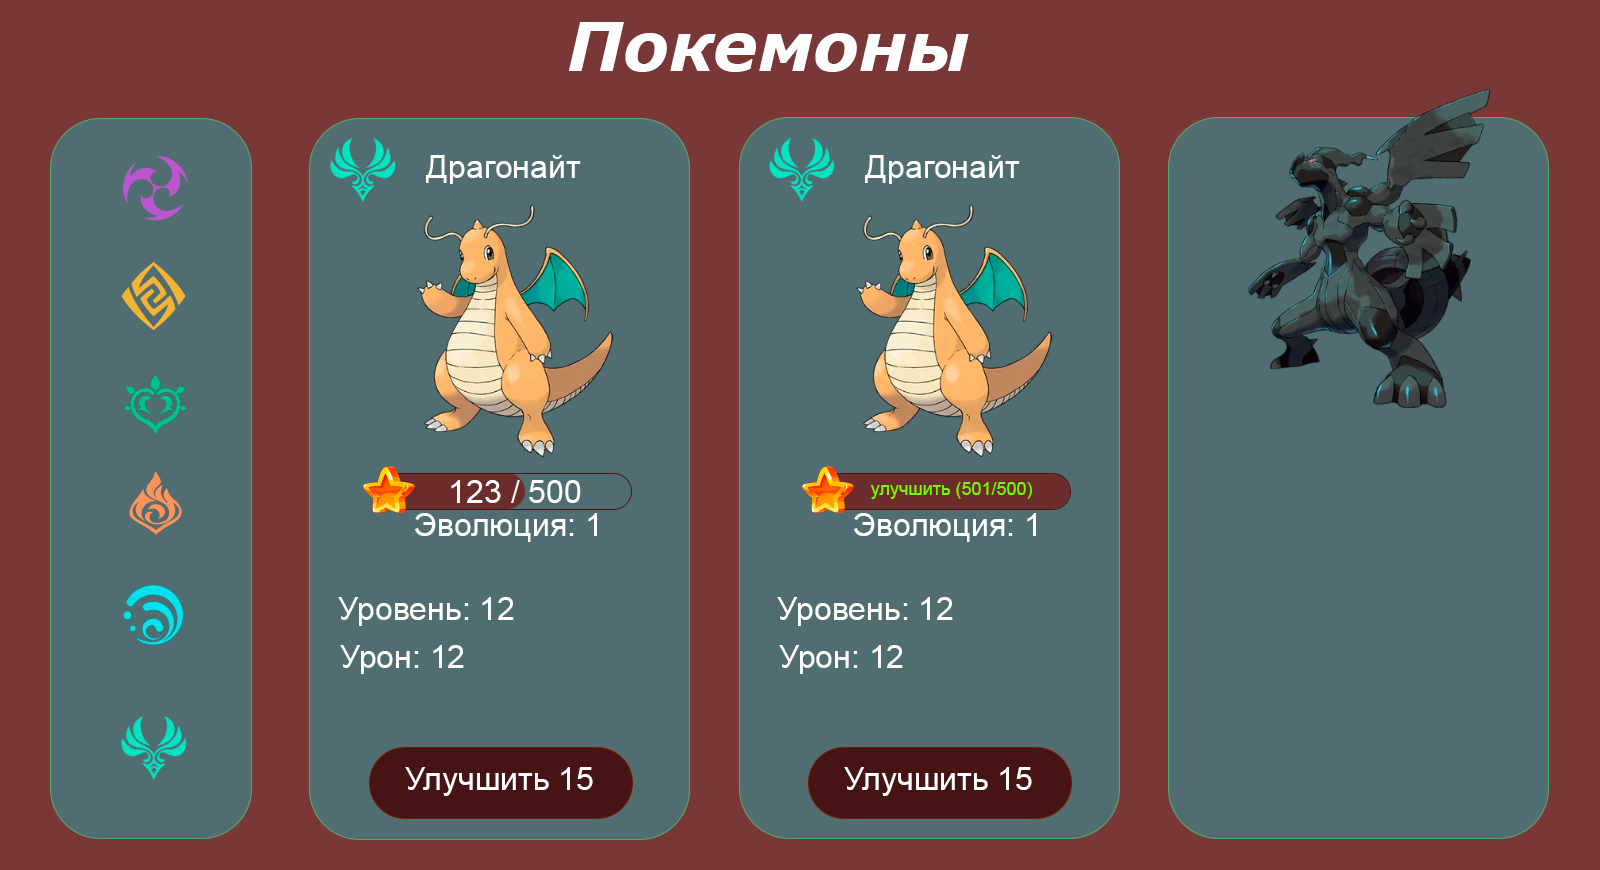 Покемоны
Драгонайт
123 / 500
Эволюция: 1
Уровень: 12
Урон: 12
Улучшить 15
Драгонайт
улучшить (501/500)
Эволюция: 1
Уровень: 12
Урон: 12
Улучшить 15